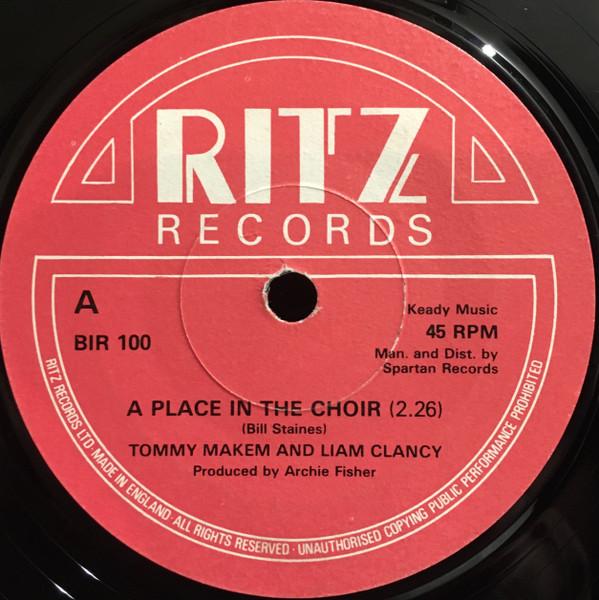 RITZ
RECORDS
A
BIR 100
Keady Music
45 RPM
Man. and Dist. by
Spartan Records
A PLACE IN THE CHOIR (2.26)
(Bill Staines)
TOMMY MAKEM AND LIAM CLANCY
Produced by Archie Fisher
RITZ RECORDS LTD·MADE IN ENGLAND·ALL RIGHTS RESERVED·UNAUTHORISED COPYING PUBLIC PERFORMANCE PROHIBITED